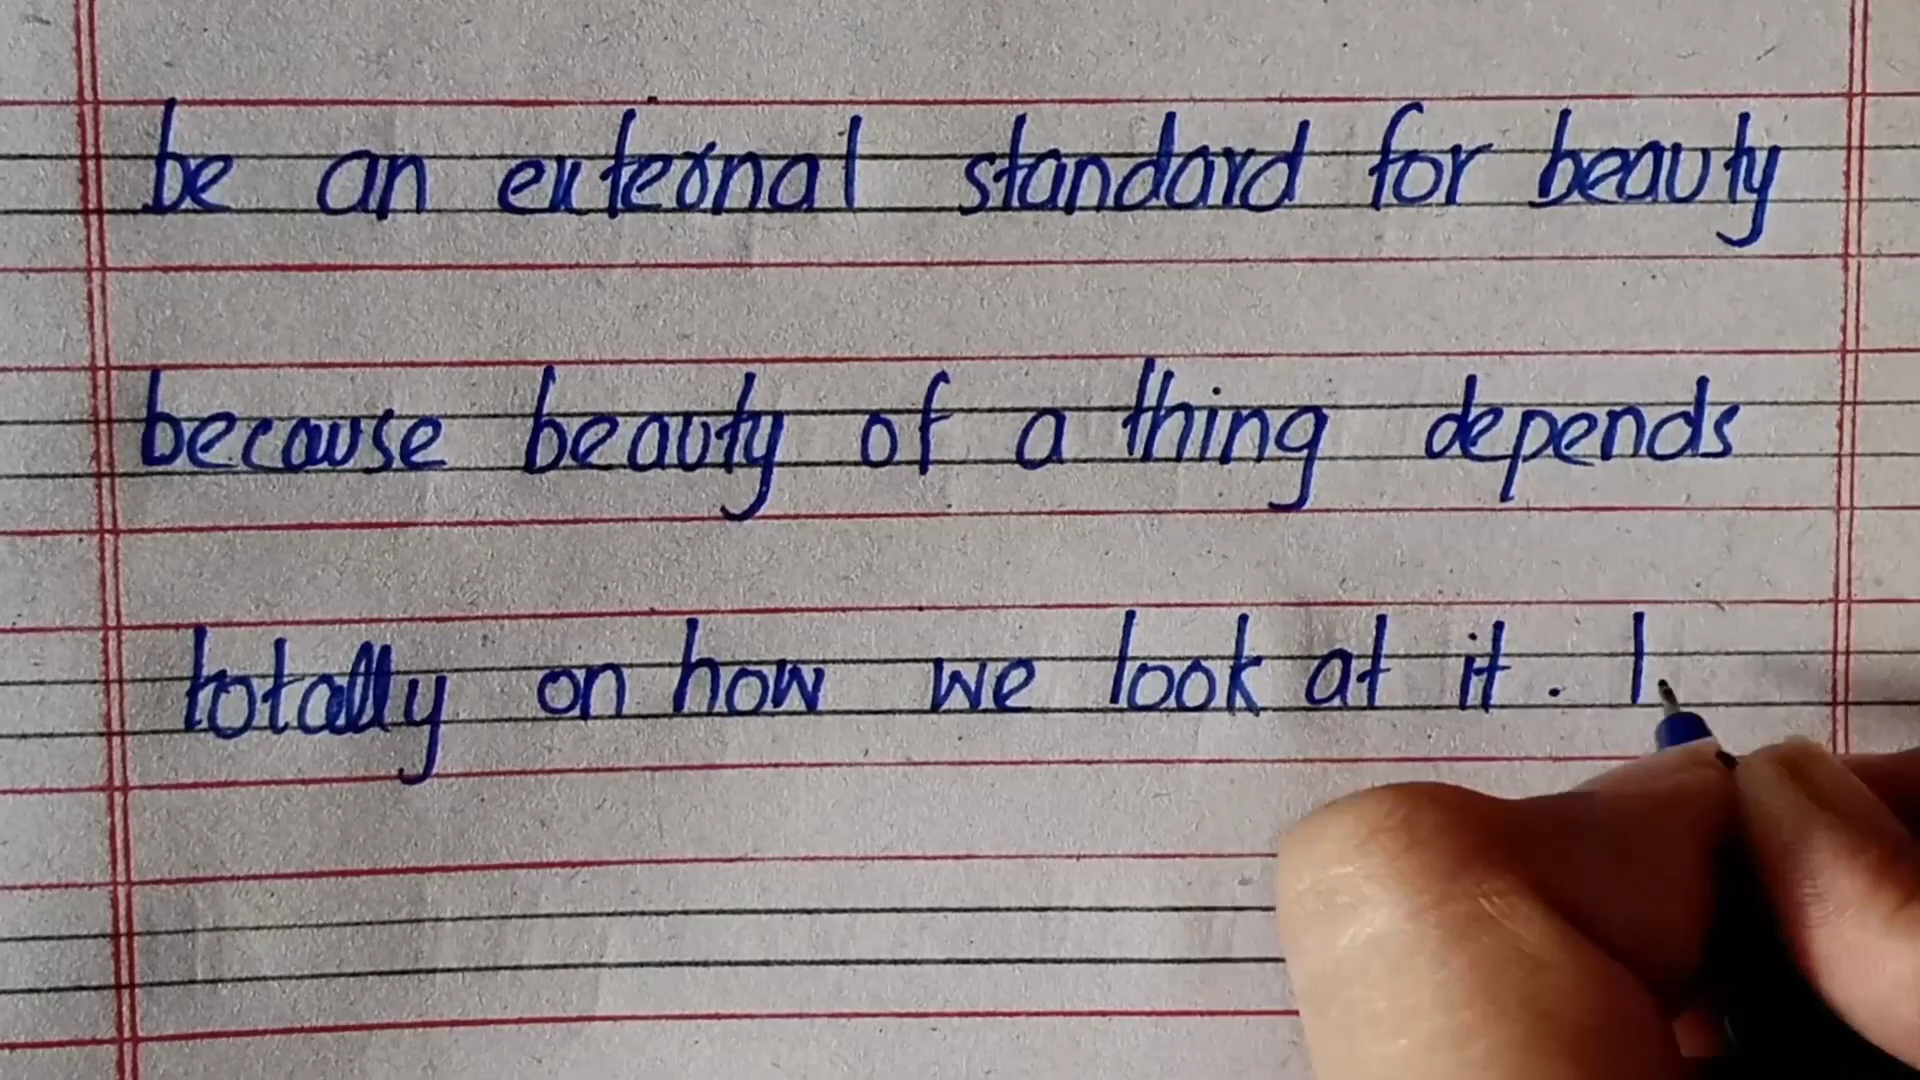 be an external standard for beauty
because beauty of a thing depends
totally on how we look at it. I